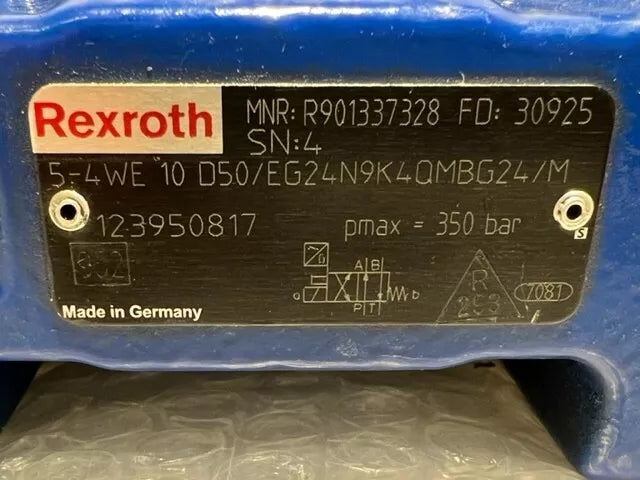 Rexroth
MNR: R901337328 FD: 30925
SN:4
5-4WE 10 D50/EG24N9K4QMBG24/M
123950817
pmax = 350 bar
A B
a
b
P T
R
263
7081
S
Made in Germany